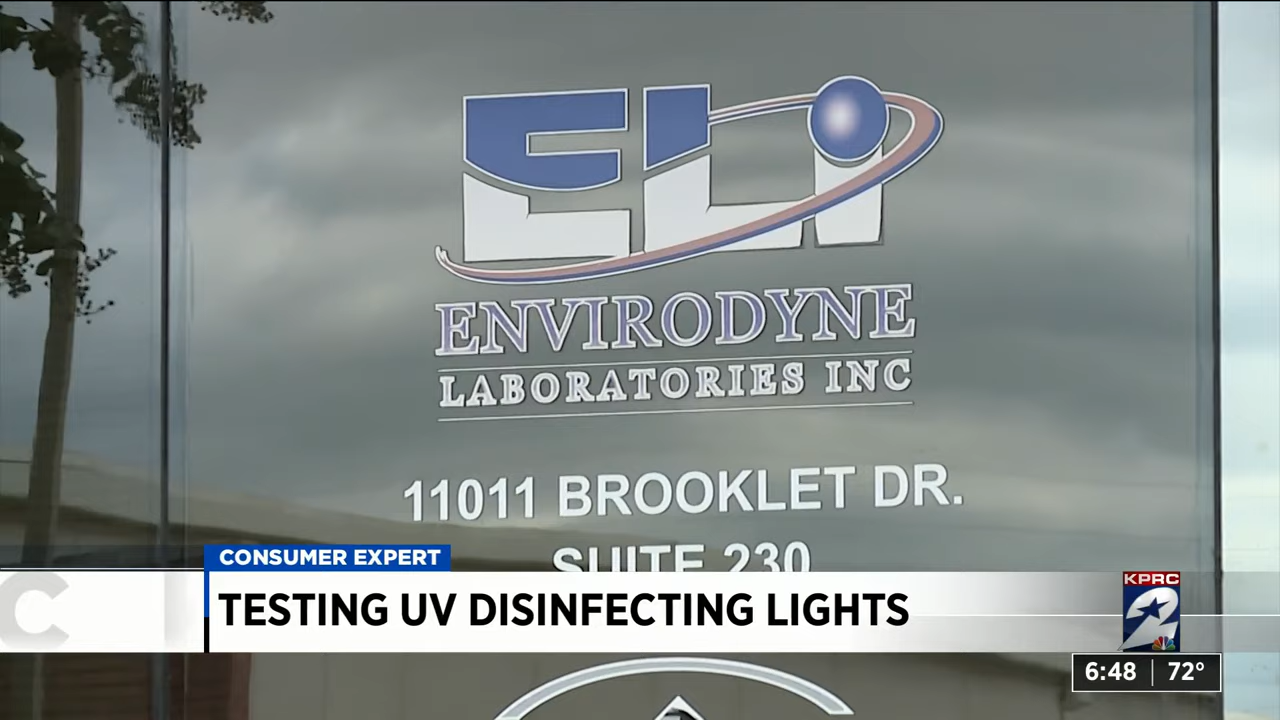 ELI
ENVIRODYNE
LABORATORIES INC
11011 BROOKLET DR.
SUITE 230
CONSUMER EXPERT
C
TESTING UV DISINFECTING LIGHTS
KPRC
2
6:48 72°